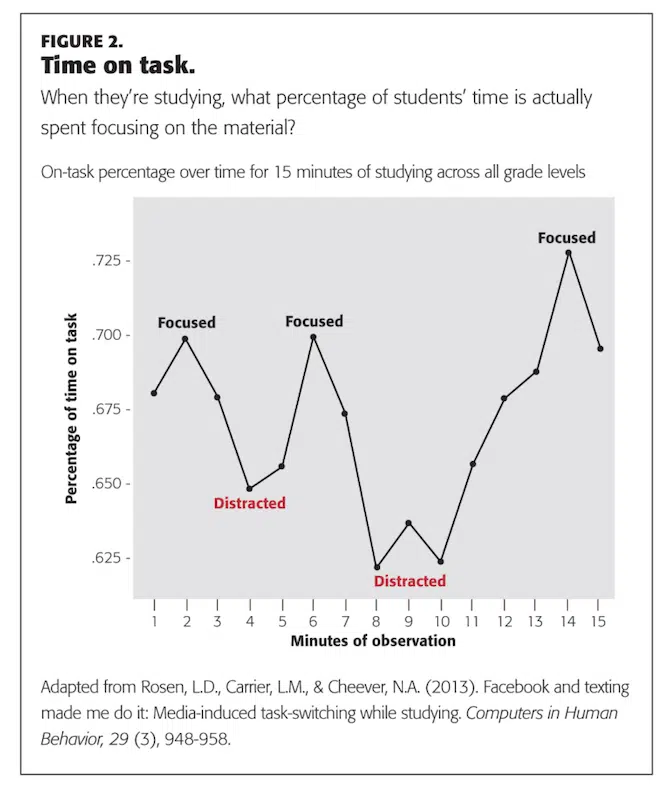 FIGURE 2.
Time on task.
When they're studying, what percentage of students' time is actually
spent focusing on the material?
On-task percentage over time for 15 minutes of studying across all grade levels
Focused
.725 -
Focused
Focused
.700 -
.675 -
.650 -
Distracted
.625 -
Distracted
Percentage of time on task
1 2 3 4 5 6 7 8 9 10 11 12 13 14 15
Minutes of observation
Adapted from Rosen, L.D., Carrier, L.M., & Cheever, N.A. (2013). Facebook and texting
made me do it: Media-induced task-switching while studying. Computers in Human
Behavior, 29 (3), 948-958.